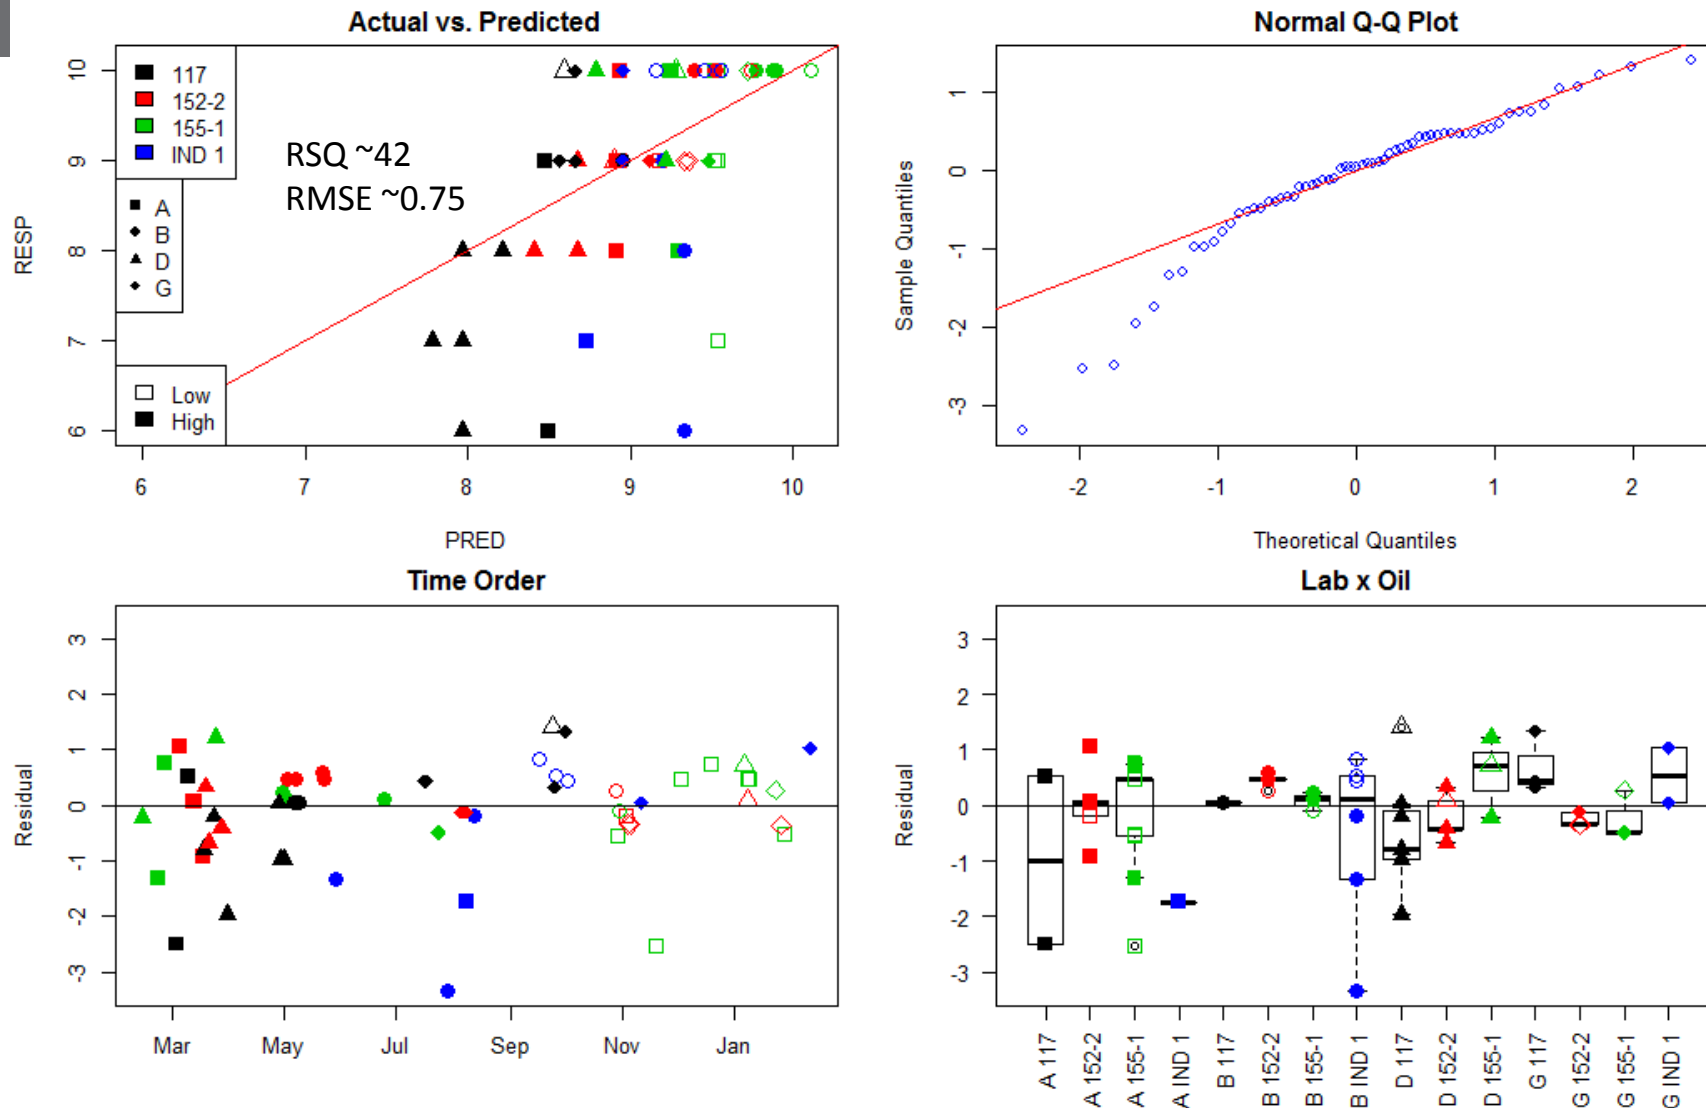 Actual vs. Predicted
117
152-2
155-1
IND 1
A
B
D
G
Low
High
RSQ ~42
RMSE ~0.75
RESP
10
9
8
7
6
6
7
8
9
10
PRED
Normal Q-Q Plot
Sample Quantiles
1
0
-1
-2
-3
-2
-1
0
1
2
Theoretical Quantiles
Time Order
Residual
3
2
1
0
-1
-2
-3
Mar
May
Jul
Sep
Nov
Jan
Lab x Oil
Residual
3
2
1
0
-1
-2
-3
A 117
A 152-2
A 155-1
A IND 1
B 117
B 152-2
B 155-1
B IND 1
D 117
D 152-2
D 155-1
G 117
G 152-2
G 155-1
G IND 1